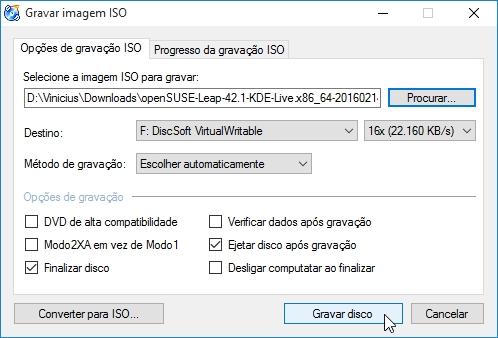 Gravar imagem ISO
Opções de gravação ISO Progresso da gravação ISO
Selecione a imagem ISO para gravar:
D:\Vinicius\Downloads\openSUSE-Leap-42.1-KDE-Live.x86_64-2016021 Procurar...
Destino: F: DiscSoft VirtualWritable 16x (22.160 KB/s)
Método de gravação: Escolher automaticamente
Opções de gravação
DVD de alta compatibilidade Verificar dados após gravação
Modo2XA em vez de Modo1 Ejetar disco após gravação
Finalizar disco Desligar computatar ao finalizar
Converter para ISO... Gravar disco Cancelar